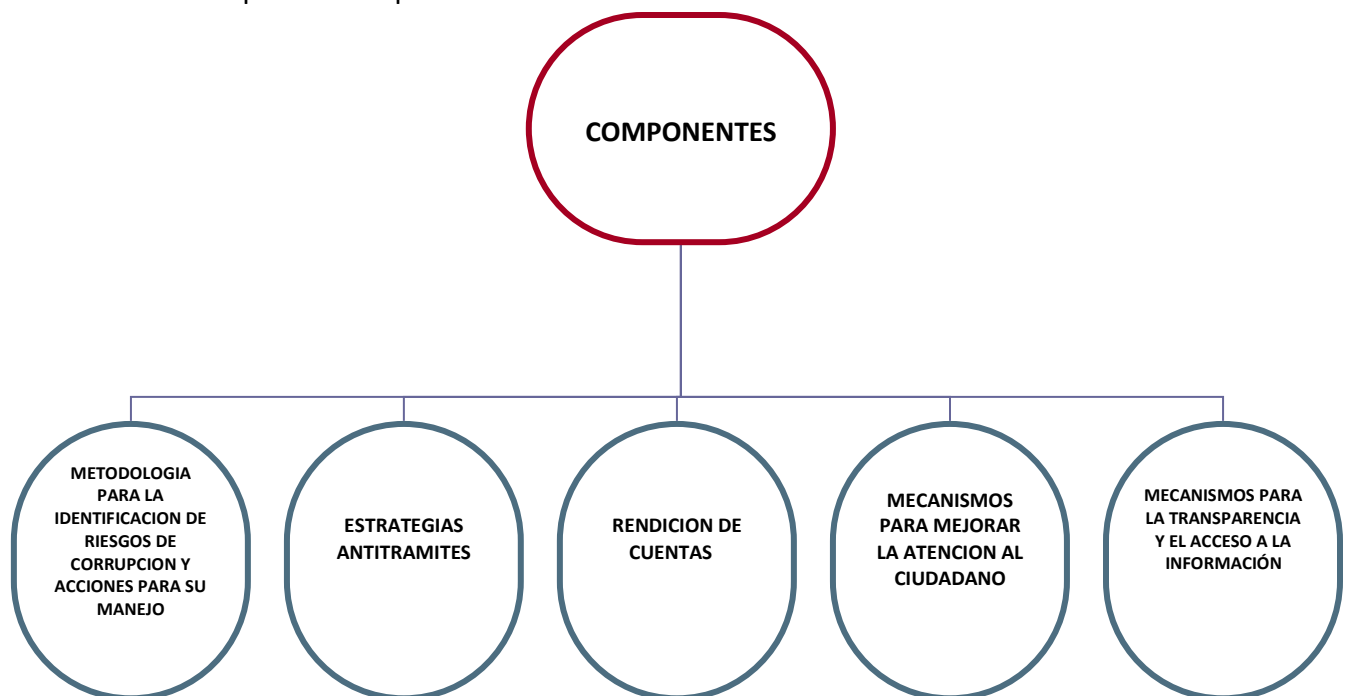 COMPONENTES
METODOLOGIA
PARA LA
IDENTIFICACION DE
RIESGOS DE
CORRUPCION Y
ACCIONES PARA SU
MANEJO
ESTRATEGIAS
ANTITRAMITES
RENDICION DE
CUENTAS
MECANISMOS
PARA MEJORAR
LA ATENCION AL
CIUDADANO
MECANISMOS PARA
LA TRANSPARENCIA
Y EL ACCESO A LA
INFORMACIÓN